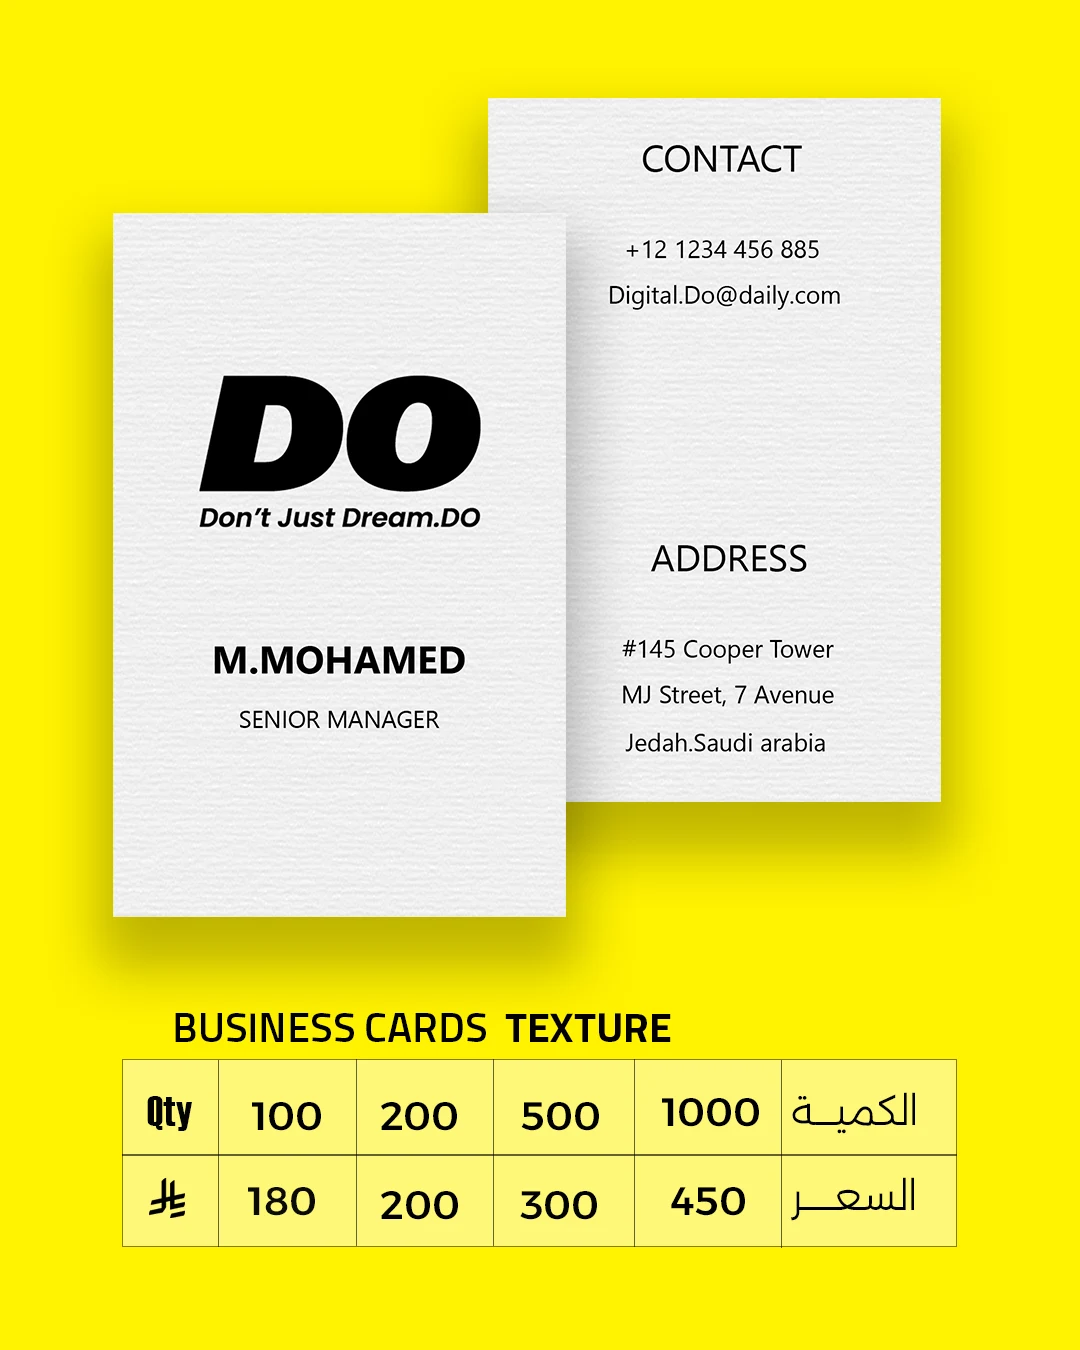 CONTACT
+12 1234 456 885
Digital.Do@daily.com
ADDRESS
#145 Cooper Tower
MJ Street, 7 Avenue
Jedah.Saudi arabia
DO
Don't Just Dream.DO
M.MOHAMED
SENIOR MANAGER
BUSINESS CARDS TEXTURE
Qty 100 200 500 1000 الكميــة
⃁ 180 200 300 450 السعـــر